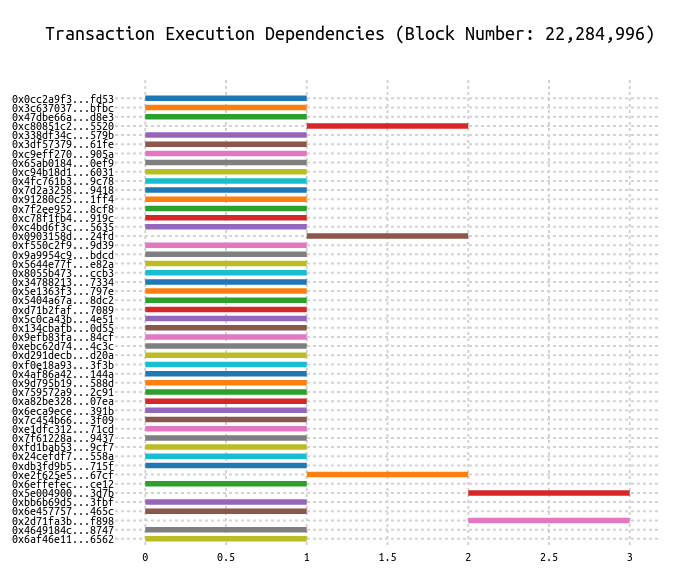 Transaction Execution Dependencies (Block Number: 22,284,996)
0x0cc2a9f3...fd53
0x3c637037...bfbc
0x47dbe66a...d8e3
0xc80851c2...5520
0x338df34c...579b
0x3df57379...61fe
0xc9eff270...905a
0x65ab0184...0ef9
0xc94b18d1...6031
0x4fc761b3...9c78
0x7d2a3258...9418
0x91280c25...1ff4
0x7f2ee952...8cf8
0xc78f1fb4...919c
0xc4bd6f3c...5635
0x0903158d...24fd
0xf550c2f9...9d39
0x9a9954c9...bdcd
0x5644e77f...e82a
0x8055b473...ccb3
0x34788213...7334
0x5e1363f3...797e
0x5404a67a...8dc2
0xd71b2faf...7089
0x5c0ca43b...4e51
0x134cbafb...0d55
0x9efb83fa...84cf
0xebc62d74...4c3c
0xd291decb...d20a
0xf0e18a93...3f3b
0x4af86a42...144a
0x9d795b19...588d
0x759572a9...2c91
0xa82be328...07ea
0x6eca9ece...391b
0x7c454b66...3f09
0xe1dfc312...71cd
0x7f61228a...9437
0xfd1bab53...9cf7
0x24cefdf7...558a
0xdb3fd9b5...715f
0xe2f625e5...67cf
0x6effefec...ce12
0x5e004900...3d7b
0xbb6b69d5...3fbf
0x6e457757...465c
0x2d71fa3b...f898
0x4649184c...8747
0x6af46e11...6562
0 0.5 1 1.5 2 2.5 3